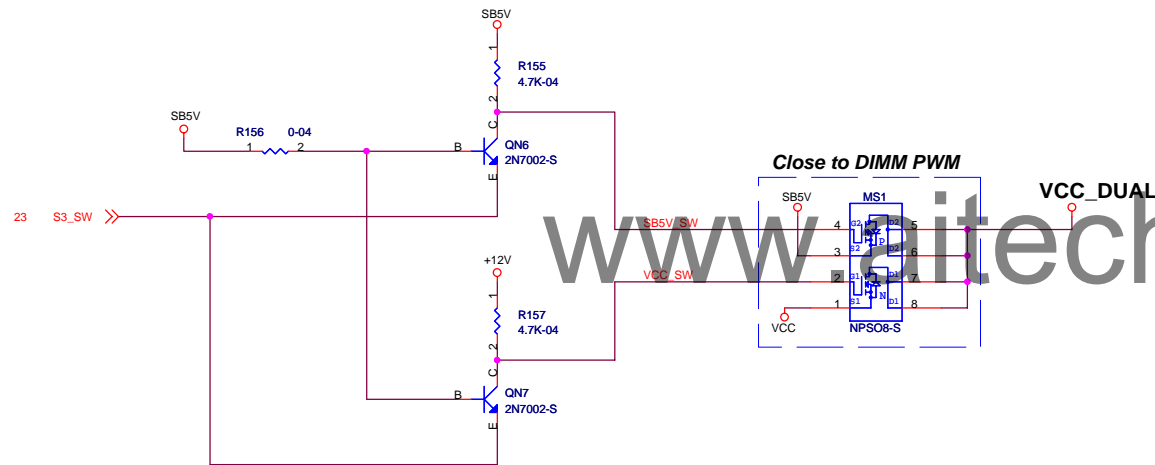 SB5V
1
R155
4.7K-04
2
SB5V
R156 0-04
1 2
C
B
QN6
2N7002-S
E
23 S3_SW
Close to DIMM PWM
SB5V
MS1
VCC_DUAL
SB5V_SW
4 G2 D2 5
P
3 S2 D2 6
VCC_SW
2 G1 D1 7
N
1 S1 D1 8
VCC
NPSO8-S
+12V
1
R157
4.7K-04
2
C
B
QN7
2N7002-S
E
www.aitech